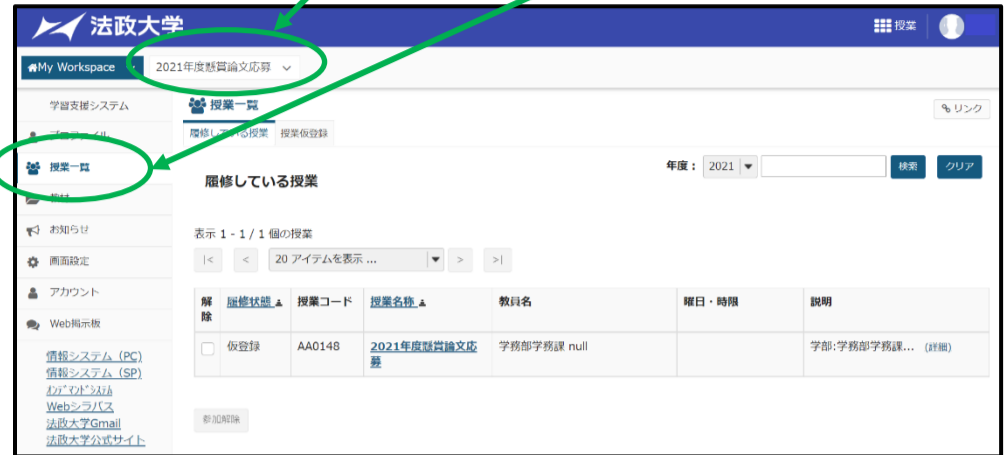 法政大学
授業
My Workspace
2021年度懸賞論文応募
学習支援システム
プロファイル
授業一覧
教材
お知らせ
画面設定
アカウント
Web掲示板
情報システム（PC）
情報システム（SP）
ｵﾝﾃﾞﾏﾝﾄﾞｼｽﾃﾑ
Webシラバス
法政大学Gmail
法政大学公式サイト
授業一覧
リンク
履修している授業 授業仮登録
年度： 2021 検索 クリア
履修している授業
表示 1 - 1 / 1 個の授業
|< < 20 アイテムを表示 ... > >|
解除 履修状態 授業コード 授業名称 教員名 曜日・時限 説明
仮登録 AA0148 2021年度懸賞論文応募 学務部学務課 null 学部:学務部学務課... (詳細)
参加解除